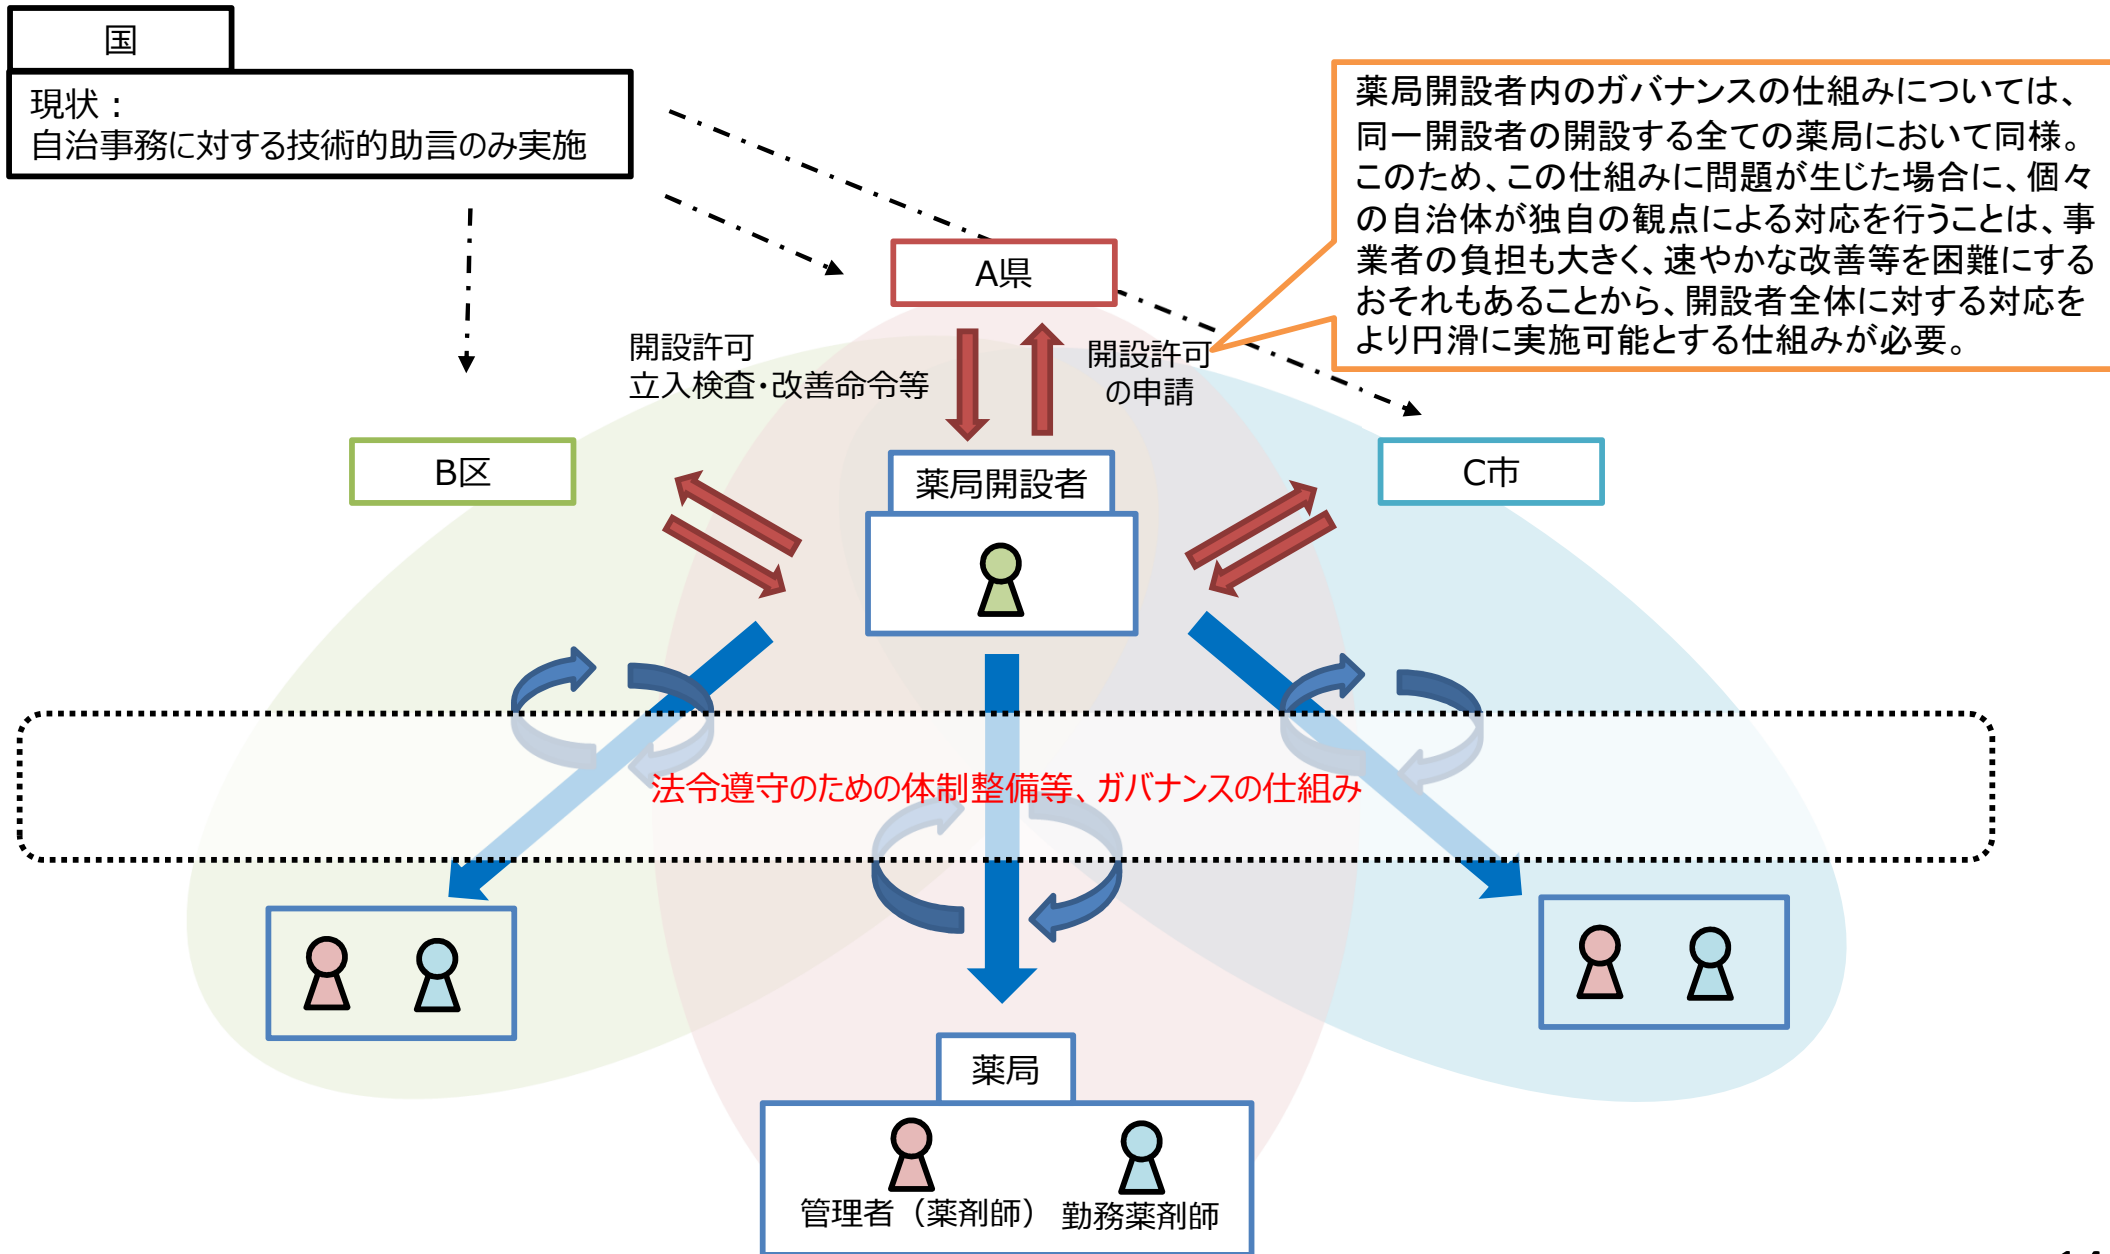 国
現状：
自治事務に対する技術的助言のみ実施
薬局開設者内のガバナンスの仕組みについては、
同一開設者の開設する全ての薬局において同様。
このため、この仕組みに問題が生じた場合に、個々
の自治体が独自の観点による対応を行うことは、事
業者の負担も大きく、速やかな改善等を困難にする
おそれもあることから、開設者全体に対する対応を
より円滑に実施可能とする仕組みが必要。
A県
開設許可
立入検査・改善命令等
開設許可
の申請
B区
薬局開設者
C市
法令遵守のための体制整備等、ガバナンスの仕組み
薬局
管理者（薬剤師）
勤務薬剤師